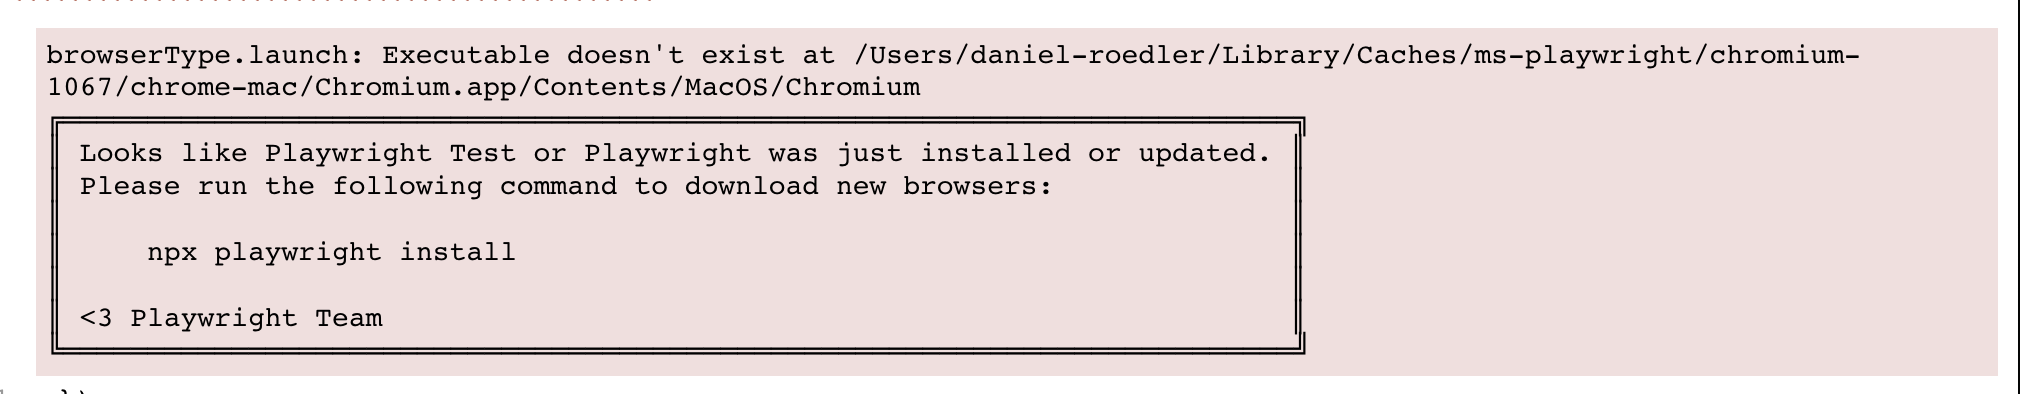 browserType.launch: Executable doesn't exist at /Users/daniel-roedler/Library/Caches/ms-playwright/chromium-
1067/chrome-mac/Chromium.app/Contents/MacOS/Chromium
Looks like Playwright Test or Playwright was just installed or updated.
Please run the following command to download new browsers:
npx playwright install
<3 Playwright Team